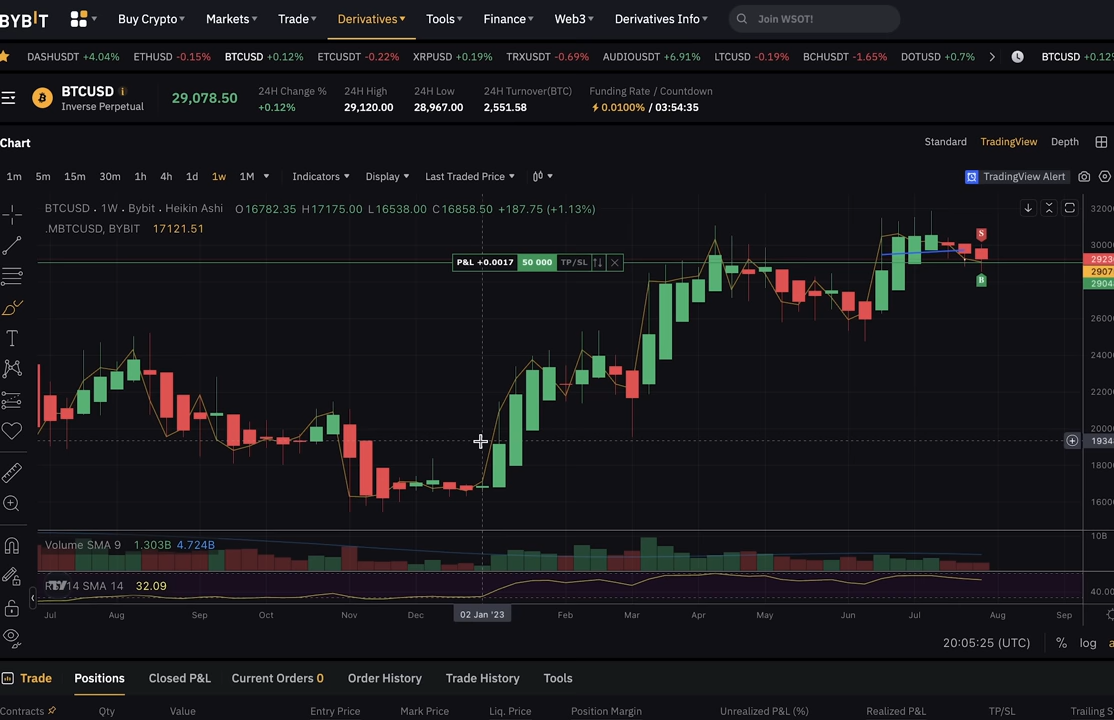 BYBIT Buy Crypto Markets Trade Derivatives Tools Finance Web3 Derivatives Info Join WSOT!
DASHUSDT +4.04% ETHUSD -0.15% BTCUSD +0.12% ETCUSDT -0.22% XRPUSD +0.19% TRXUSDT -0.69% AUDIOUSDT +6.91% LTCUSD -0.19% BCHUSDT -1.65% DOTUSD +0.7% BTCUSD +0.12%
BTCUSD
Inverse Perpetual
29,078.50
24H Change %
+0.12%
24H High
29,120.00
24H Low
28,967.00
24H Turnover(BTC)
2,551.58
Funding Rate / Countdown
0.0100% / 03:54:35
Chart Standard TradingView Depth
1m 5m 15m 30m 1h 4h 1d 1w 1M Indicators Display Last Traded Price TradingView Alert
BTCUSD · 1W · Bybit · Heikin Ashi O16782.35 H17175.00 L16538.00 C16858.50 +187.75 (+1.13%)
.MBTCUSD, BYBIT 17121.51
P&L +0.0017 50 000 TP/SL
S
B
32000
30000
2923
2907
2904
26000
24000
22000
20000
1934
16000
Volume SMA 9 1.303B 4.724B
10B
14 SMA 14 32.09
40.00
Jul Aug Sep Oct Nov Dec 02 Jan '23 Feb Mar Apr May Jun Jul Aug Sep
20:05:25 (UTC) % log a
Trade Positions Closed P&L Current Orders 0 Order History Trade History Tools
Contracts Qty Value Entry Price Mark Price Liq. Price Position Margin Unrealized P&L (%) Realized P&L TP/SL Trailing S